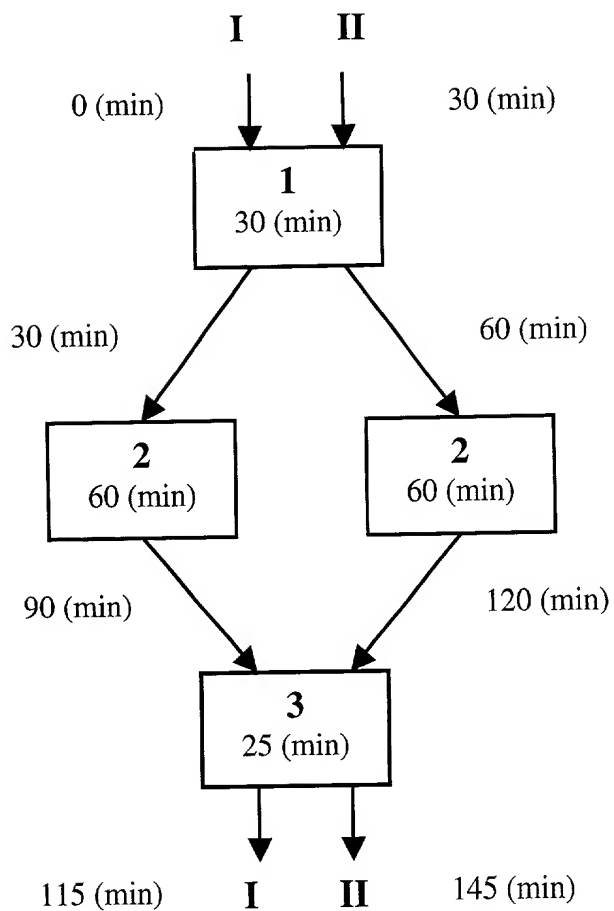 I II
0 (min) 30 (min)
1
30 (min)
30 (min) 60 (min)
2 2
60 (min) 60 (min)
90 (min) 120 (min)
3
25 (min)
115 (min) I II 145 (min)